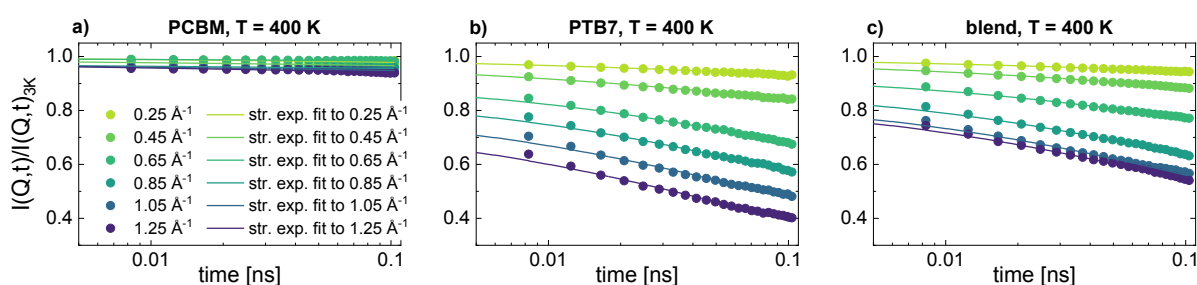 a) PCBM, T = 400 K
b) PTB7, T = 400 K
c) blend, T = 400 K
I(Q,t)/I(Q,t)3K
1.0
0.8
0.6
0.4
0.25 Å-1 str. exp. fit to 0.25 Å-1
0.45 Å-1 str. exp. fit to 0.45 Å-1
0.65 Å-1 str. exp. fit to 0.65 Å-1
0.85 Å-1 str. exp. fit to 0.85 Å-1
1.05 Å-1 str. exp. fit to 1.05 Å-1
1.25 Å-1 str. exp. fit to 1.25 Å-1
0.01 0.1
time [ns]
1.0
0.8
0.6
0.4
0.01 0.1
time [ns]
1.0
0.8
0.6
0.4
0.01 0.1
time [ns]